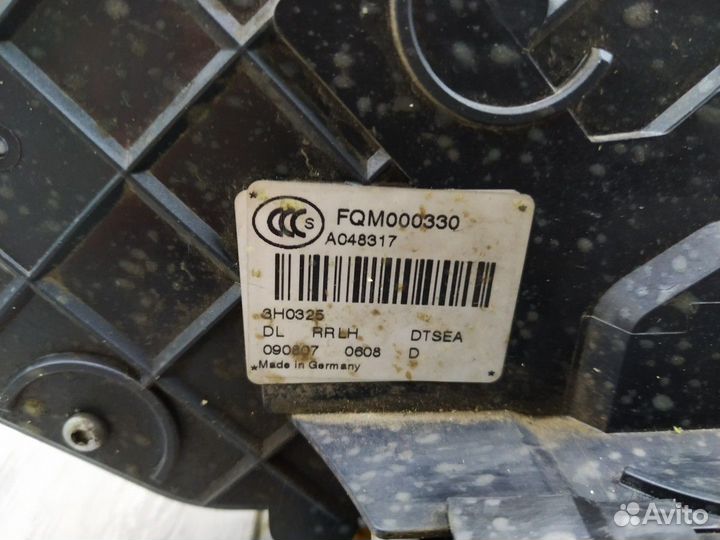 CCC S FQM000330
A048317
3H0325
DL RRLH DTSEA
090807 0608 D
Made in Germany
Avito